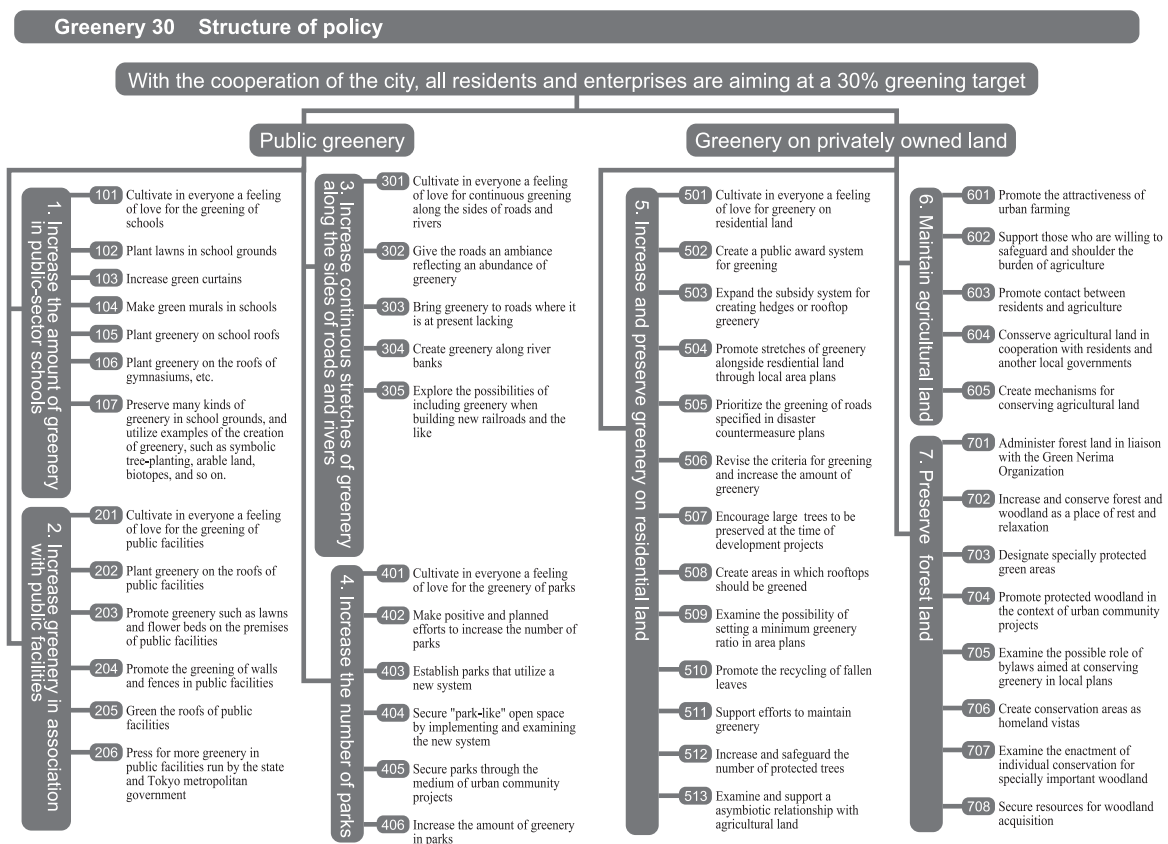 Greenery 30 Structure of policy
With the cooperation of the city, all residents and enterprises are aiming at a 30% greening target
Public greenery
1. Increase the amount of greenery
in public-sector schools
101 Cultivate in everyone a feeling
of love for the greening of
schools
102 Plant lawns in school grounds
103 Increase green curtains
104 Make green murals in schools
105 Plant greenery on school roofs
106 Plant greenery on the roofs of
gymnasiums, etc.
107 Preserve many kinds of
greenery in school grounds, and
utilize examples of the creation
of greenery, such as symbolic
tree-planting, arable land,
biotopes, and so on.
2. Increase greenery in association
with public facilities
201 Cultivate in everyone a feeling
of love for the greening of
public facilities
202 Plant greenery on the roofs of
public facilities
203 Promote greenery such as lawns
and flower beds on the premises
of public facilities
204 Promote the greening of walls
and fences in public facilities
205 Green the roofs of public
facilities
206 Press for more greenery in
public facilities run by the state
and Tokyo metropolitan
government
3. Increase continuous stretches of greenery
along the sides of roads and rivers
301 Cultivate in everyone a feeling
of love for continuous greening
along the sides of roads and
rivers
302 Give the roads an ambiance
reflecting an abundance of
greenery
303 Bring greenery to roads where it
is at present lacking
304 Create greenery along river
banks
305 Explore the possibilities of
including greenery when
building new railroads and the
like
4. Increase the number of parks
401 Cultivate in everyone a feeling
of love for the greenery of parks
402 Make positive and planned
efforts to increase the number of
parks
403 Establish parks that utilize a
new system
404 Secure "park-like" open space
by implementing and examining
the new system
405 Secure parks through the
medium of urban community
projects
406 Increase the amount of greenery
in parks
Greenery on privately owned land
5. Increase and preserve greenery on residential land
501 Cultivate in everyone a feeling
of love for greenery on
residential land
502 Create a public award system
for greening
503 Expand the subsidy system for
creating hedges or rooftop
greenery
504 Promote stretches of greenery
alongside resdiential land
through local area plans
505 Prioritize the greening of roads
specified in disaster
countermeasure plans
506 Revise the criteria for greening
and increase the amount of
greenery
507 Encourage large trees to be
preserved at the time of
development projects
508 Create areas in which rooftops
should be greened
509 Examine the possibility of
setting a minimum greenery
ratio in area plans
510 Promote the recycling of fallen
leaves
511 Support efforts to maintain
greenery
512 Increase and safeguard the
number of protected trees
513 Examine and support a
asymbiotic relationship with
agricultural land
6. Maintain agricultural land
601 Promote the attractiveness of
urban farming
602 Support those who are willing to
safeguard and shoulder the
burden of agriculture
603 Promote contact between
residents and agriculture
604 Consserve agricultural land in
cooperation with residents and
another local governments
605 Create mechanisms for
conserving agricultural land
7. Preserve forest land
701 Administer forest land in liaison
with the Green Nerima
Organization
702 Increase and conserve forest and
woodland as a place of rest and
relaxation
703 Designate specially protected
green areas
704 Promote protected woodland in
the context of urban community
projects
705 Examine the possible role of
bylaws aimed at conserving
greenery in local plans
706 Create conservation areas as
homeland vistas
707 Examine the enactment of
individual conservation for
specially important woodland
708 Secure resources for woodland
acquisition